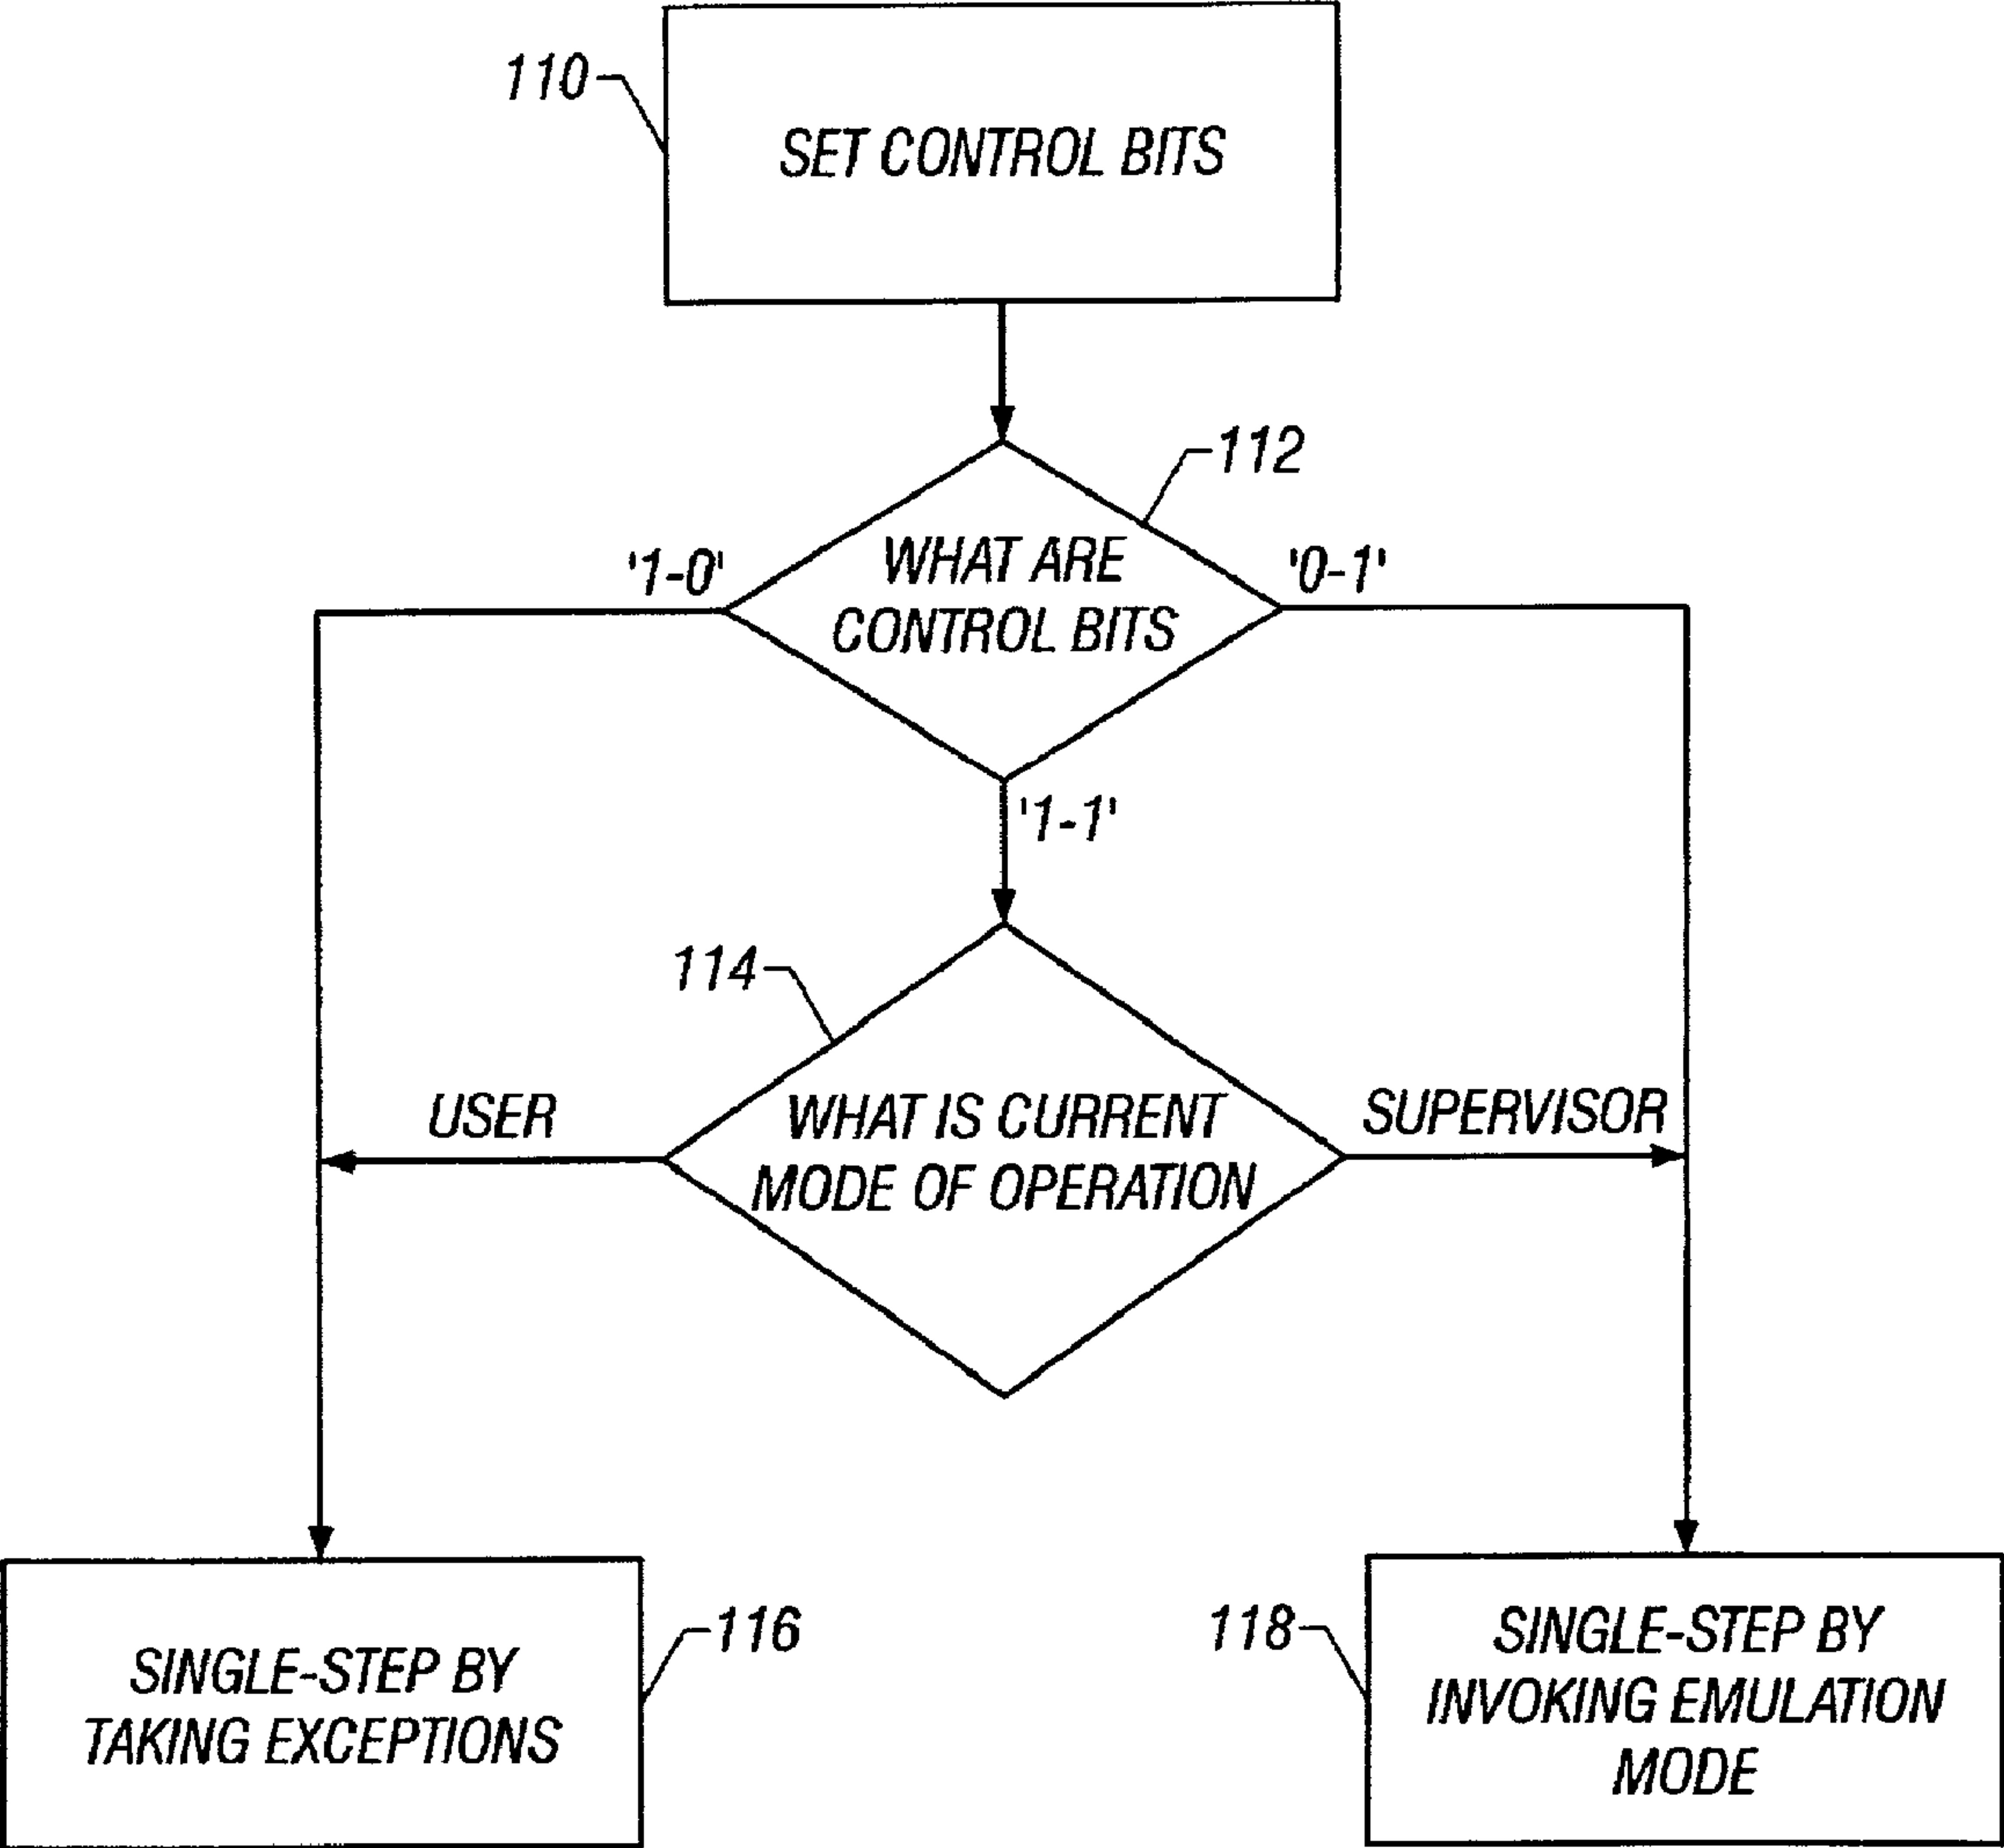 110
SET CONTROL BITS
112
'1-0'
WHAT ARE
CONTROL BITS
'0-1'
'1-1'
114
USER
WHAT IS CURRENT
MODE OF OPERATION
SUPERVISOR
SINGLE-STEP BY
TAKING EXCEPTIONS
116
118
SINGLE-STEP BY
INVOKING EMULATION
MODE